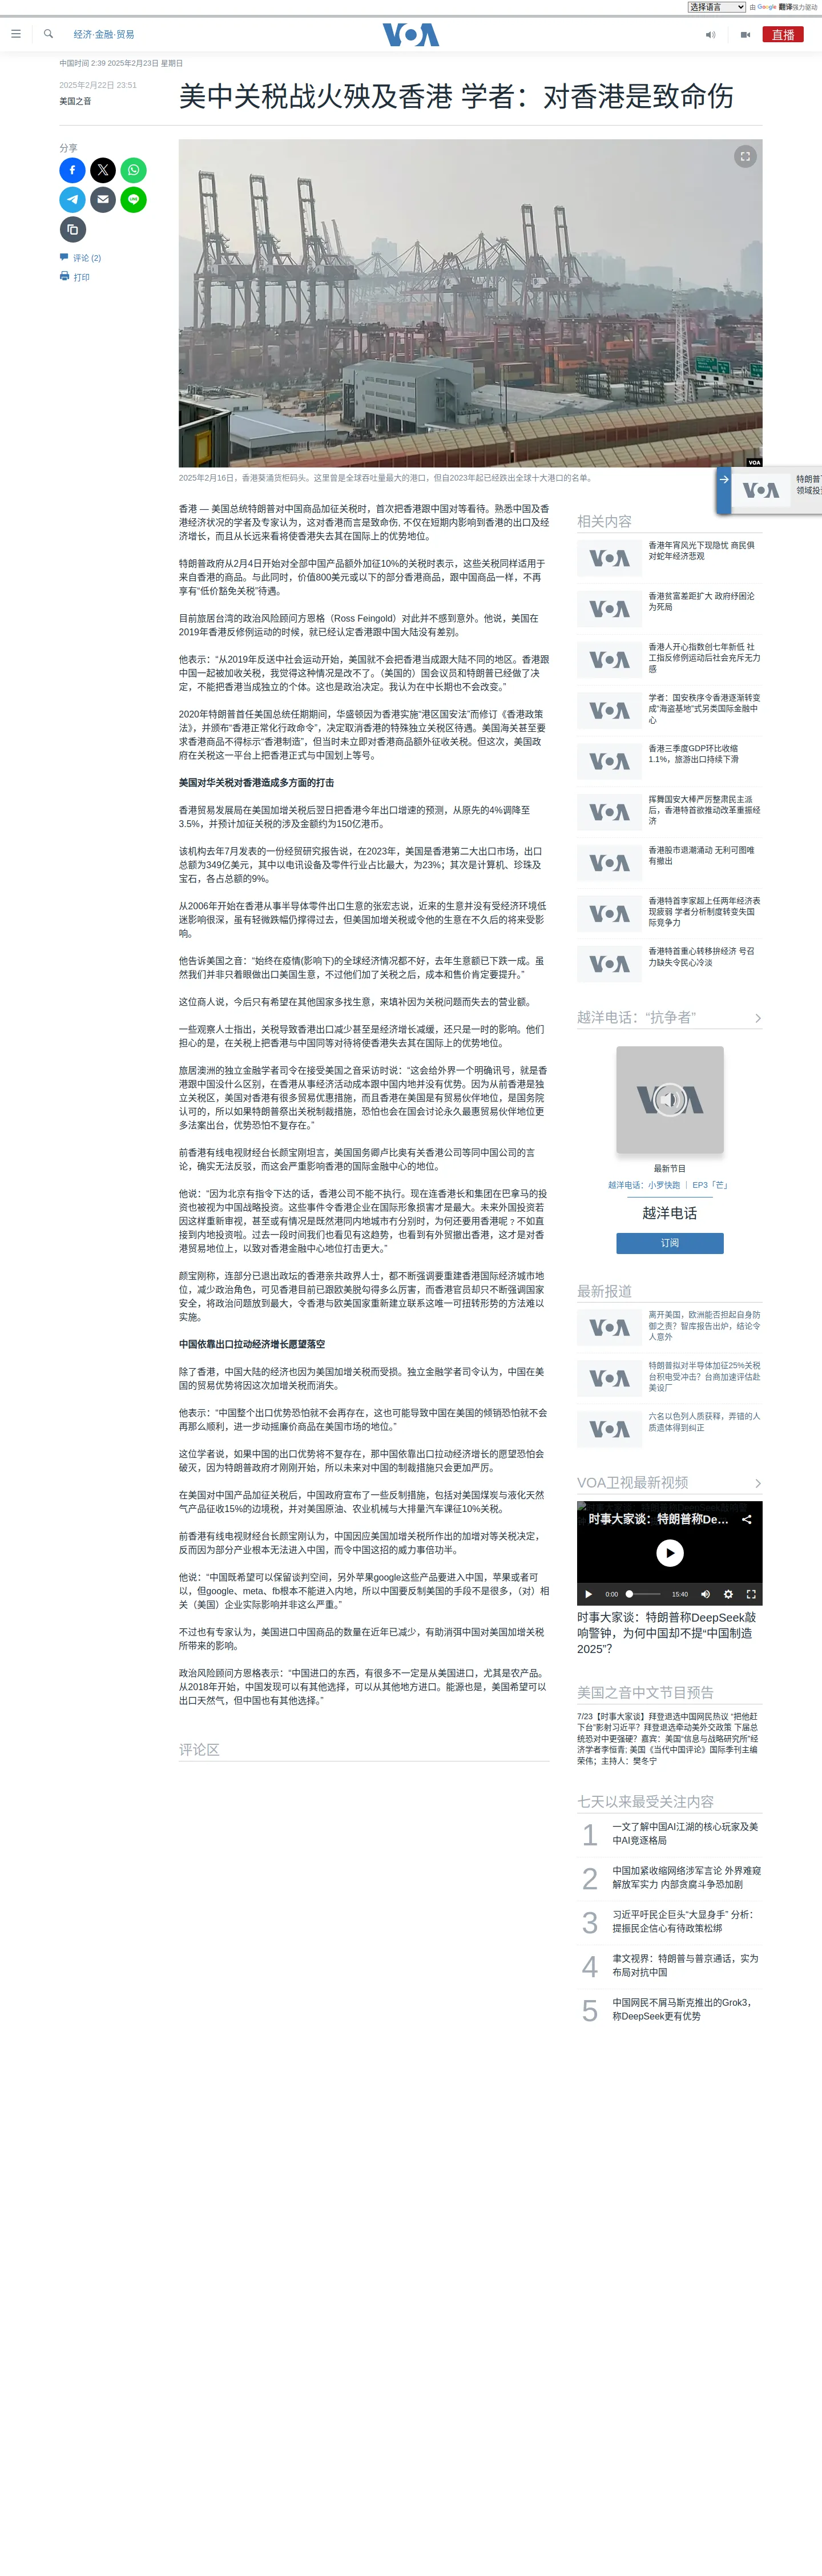 选择语言 由 Google 翻译强力驱动
经济·金融·贸易
VOA
直播
中国时间 2:39 2025年2月23日 星期日
2025年2月22日 23:51
美国之音
美中关税战火殃及香港 学者：对香港是致命伤
分享
评论 (2)
打印
VOA
2025年2月16日，香港葵涌货柜码头。这里曾是全球吞吐量最大的港口，但自2023年起已经跌出全球十大港口的名单。
香港 — 美国总统特朗普对中国商品加征关税时，首次把香港跟中国对等看待。熟悉中国及香
港经济状况的学者及专家认为，这对香港而言是致命伤, 不仅在短期内影响到香港的出口及经
济增长，而且从长远来看将使香港失去其在国际上的优势地位。
特朗普政府从2月4日开始对全部中国产品额外加征10%的关税时表示，这些关税同样适用于
来自香港的商品。与此同时，价值800美元或以下的部分香港商品，跟中国商品一样，不再
享有“低价豁免关税”待遇。
目前旅居台湾的政治风险顾问方恩格（Ross Feingold）对此并不感到意外。他说，美国在
2019年香港反修例运动的时候，就已经认定香港跟中国大陆没有差别。
他表示：“从2019年反送中社会运动开始，美国就不会把香港当成跟大陆不同的地区。香港跟
中国一起被加收关税，我觉得这种情况是改不了。（美国的）国会议员和特朗普已经做了决
定，不能把香港当成独立的个体。这也是政治决定。我认为在中长期也不会改变。”
2020年特朗普首任美国总统任期期间，华盛顿因为香港实施“港区国安法”而修订《香港政策
法》，并颁布“香港正常化行政命令”，决定取消香港的特殊独立关税区待遇。美国海关甚至要
求香港商品不得标示“香港制造”，但当时未立即对香港商品额外征收关税。但这次，美国政
府在关税这一平台上把香港正式与中国划上等号。
美国对华关税对香港造成多方面的打击
香港贸易发展局在美国加增关税后翌日把香港今年出口增速的预测，从原先的4%调降至
3.5%，并预计加征关税的涉及金额约为150亿港币。
该机构去年7月发表的一份经贸研究报告说，在2023年，美国是香港第二大出口市场，出口
总额为349亿美元，其中以电讯设备及零件行业占比最大，为23%；其次是计算机、珍珠及
宝石，各占总额的9%。
从2006年开始在香港从事半导体零件出口生意的张宏志说，近来的生意并没有受经济环境低
迷影响很深，虽有轻微跌幅仍撑得过去，但美国加增关税或令他的生意在不久后的将来受影
响。
他告诉美国之音：“始终在疫情(影响下)的全球经济情况都不好，去年生意额已下跌一成。虽
然我们并非只着眼做出口美国生意，不过他们加了关税之后，成本和售价肯定要提升。”
这位商人说，今后只有希望在其他国家多找生意，来填补因为关税问题而失去的营业额。
一些观察人士指出，关税导致香港出口减少甚至是经济增长减缓，还只是一时的影响。他们
担心的是，在关税上把香港与中国同等对待将使香港失去其在国际上的优势地位。
旅居澳洲的独立金融学者司令在接受美国之音采访时说：“这会给外界一个明确讯号，就是香
港跟中国没什么区别，在香港从事经济活动成本跟中国内地并没有优势。因为从前香港是独
立关税区，美国对香港有很多贸易优惠措施，而且香港在美国是有贸易伙伴地位，是国务院
认可的，所以如果特朗普祭出关税制裁措施，恐怕也会在国会讨论永久最惠贸易伙伴地位更
多法案出台，优势恐怕不复存在。”
前香港有线电视财经台长颜宝刚坦言，美国国务卿卢比奥有关香港公司等同中国公司的言
论，确实无法反驳，而这会严重影响香港的国际金融中心的地位。
他说：“因为北京有指令下达的话，香港公司不能不执行。现在连香港长和集团在巴拿马的投
资也被视为中国战略投资。这些事件令香港企业在国际形象损害才是最大。未来外国投资若
因这样重新审视，甚至或有情况是既然港同内地城市冇分别时，为何还要用香港呢﹖不如直
接到内地投资啦。过去一段时间我们也看见有这趋势，也看到有外贸撤出香港，这才是对香
港贸易地位上，以致对香港金融中心地位打击更大。”
颜宝刚称，连部分已退出政坛的香港亲共政界人士，都不断强调要重建香港国际经济城市地
位，减少政治角色，可见香港目前已跟欧美脱勾得多么厉害，而香港官员却只不断强调国家
安全，将政治问题放到最大，令香港与欧美国家重新建立联系这唯一可扭转形势的方法难以
实施。
中国依靠出口拉动经济增长愿望落空
除了香港，中国大陆的经济也因为美国加增关税而受损。独立金融学者司令认为，中国在美
国的贸易优势将因这次加增关税而消失。
他表示：“中国整个出口优势恐怕就不会再存在，这也可能导致中国在美国的倾销恐怕就不会
再那么顺利，进一步动摇廉价商品在美国市场的地位。”
这位学者说，如果中国的出口优势将不复存在，那中国依靠出口拉动经济增长的愿望恐怕会
破灭，因为特朗普政府才刚刚开始，所以未来对中国的制裁措施只会更加严厉。
在美国对中国产品加征关税后，中国政府宣布了一些反制措施，包括对美国煤炭与液化天然
气产品征收15%的边境税，并对美国原油、农业机械与大排量汽车课征10%关税。
前香港有线电视财经台长颜宝刚认为，中国因应美国加增关税所作出的加增对等关税决定，
反而因为部分产业根本无法进入中国，而令中国这招的威力事倍功半。
他说：“中国既希望可以保留谈判空间，另外苹果google这些产品要进入中国，苹果或者可
以，但google、meta、fb根本不能进入内地，所以中国要反制美国的手段不是很多，（对）相
关（美国）企业实际影响并非这么严重。”
不过也有专家认为，美国进口中国商品的数量在近年已减少，有助消弭中国对美国加增关税
所带来的影响。
政治风险顾问方恩格表示：“中国进口的东西，有很多不一定是从美国进口，尤其是农产品。
从2018年开始，中国发现可以有其他选择，可以从其他地方进口。能源也是，美国希望可以
出口天然气，但中国也有其他选择。”
评论区
VOA
特朗普
领域投
相关内容
VOA
香港年宵风光下现隐忧 商民俱
对蛇年经济悲观
VOA
香港贫富差距扩大 政府纾困沦
为死局
VOA
香港人开心指数创七年新低 社
工指反修例运动后社会充斥无力
感
VOA
学者：国安秩序令香港逐渐转变
成“海盗基地”式另类国际金融中
心
VOA
香港三季度GDP环比收缩
1.1%，旅游出口持续下滑
VOA
挥舞国安大棒严厉整肃民主派
后，香港特首欲推动改革重振经
济
VOA
香港股市退潮涌动 无利可图唯
有撤出
VOA
香港特首李家超上任两年经济表
现疲弱 学者分析制度转变失国
际竞争力
VOA
香港特首重心转移拼经济 号召
力缺失令民心冷淡
越洋电话：“抗争者”
VOA
最新节目
越洋电话：小罗快跑 ｜ EP3「芒」
越洋电话
订阅
最新报道
VOA
离开美国，欧洲能否担起自身防
御之责？智库报告出炉，结论令
人意外
VOA
特朗普拟对半导体加征25%关税
台积电受冲击？台商加速评估赴
美设厂
VOA
六名以色列人质获释，弄错的人
质遗体得到纠正
VOA卫视最新视频
时事大家谈：特朗普称De…
0:00 15:40
时事大家谈：特朗普称DeepSeek敲
响警钟，为何中国却不提“中国制造
2025”？
美国之音中文节目预告
7/23【时事大家谈】拜登退选中国网民热议 “把他赶
下台”影射习近平？拜登退选牵动美外交政策 下届总
统恐对中更强硬？嘉宾：美国“信息与战略研究所”经
济学者李恒青; 美国《当代中国评论》国际季刊主编
荣伟；主持人：樊冬宁
七天以来最受关注内容
1 一文了解中国AI江湖的核心玩家及美
中AI竞逐格局
2 中国加紧收缩网络涉军言论 外界难窥
解放军实力 内部贪腐斗争恐加剧
3 习近平吁民企巨头“大显身手” 分析：
提振民企信心有待政策松绑
4 聿文视界：特朗普与普京通话，实为
布局对抗中国
5 中国网民不屑马斯克推出的Grok3，
称DeepSeek更有优势